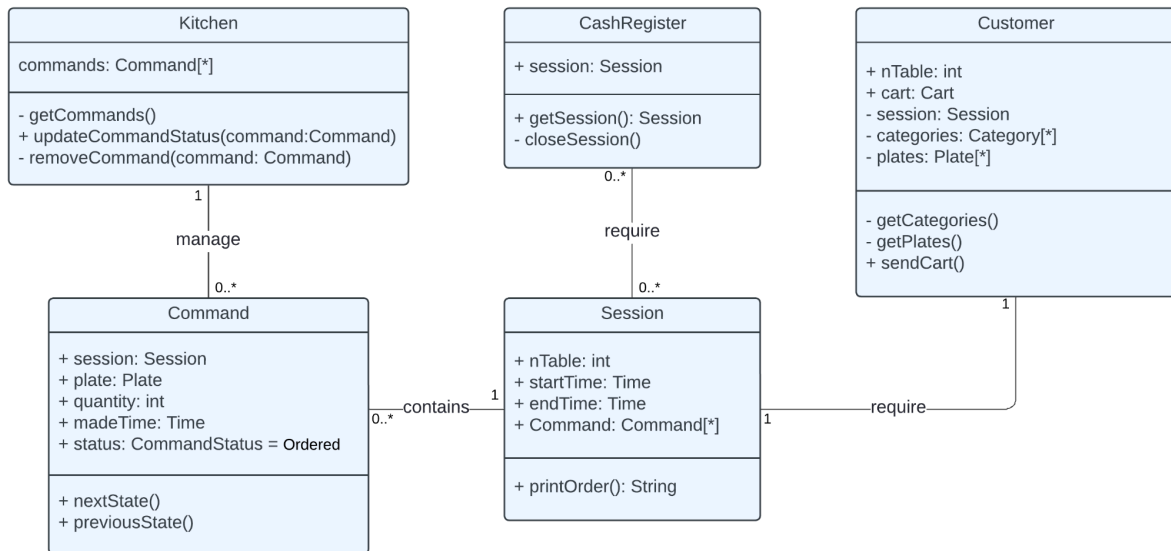 Kitchen
commands: Command[*]
- getCommands()
+ updateCommandStatus(command:Command)
- removeCommand(command: Command)
CashRegister
+ session: Session
+ getSession(): Session
- closeSession()
Customer
+ nTable: int
+ cart: Cart
- session: Session
- categories: Category[*]
- plates: Plate[*]
- getCategories()
- getPlates()
+ sendCart()
1
manage
0..*
0..*
require
0..*
1
require
1
Command
+ session: Session
+ plate: Plate
+ quantity: int
+ madeTime: Time
+ status: CommandStatus = Ordered
+ nextState()
+ previousState()
0..*
contains
1
Session
+ nTable: int
+ startTime: Time
+ endTime: Time
+ Command: Command[*]
+ printOrder(): String